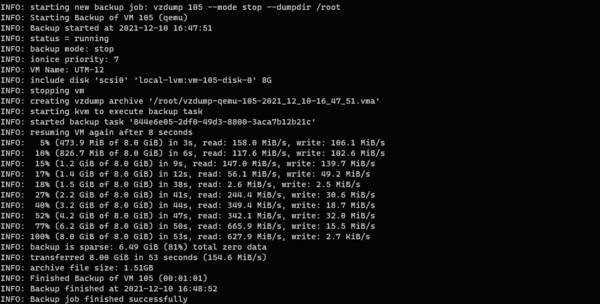 INFO: starting new backup job: vzdump 105 --mode stop --dumpdir /root
INFO: Starting Backup of VM 105 (qemu)
INFO: Backup started at 2021-12-10 16:47:51
INFO: status = running
INFO: backup mode: stop
INFO: ionice priority: 7
INFO: VM Name: UTM-12
INFO: include disk 'scsi0' 'local-lvm:vm-105-disk-0' 8G
INFO: stopping vm
INFO: creating vzdump archive '/root/vzdump-qemu-105-2021_12_10-16_47_51.vma'
INFO: starting kvm to execute backup task
INFO: started backup task '844e6e05-2df0-49d3-8800-3aca7b12b21c'
INFO: resuming VM again after 8 seconds
INFO:   5% (473.9 MiB of 8.0 GiB) in 3s, read: 158.0 MiB/s, write: 106.1 MiB/s
INFO:  10% (826.7 MiB of 8.0 GiB) in 6s, read: 117.6 MiB/s, write: 102.6 MiB/s
INFO:  15% (1.2 GiB of 8.0 GiB) in 9s, read: 147.0 MiB/s, write: 139.7 MiB/s
INFO:  17% (1.4 GiB of 8.0 GiB) in 12s, read: 56.1 MiB/s, write: 49.2 MiB/s
INFO:  18% (1.5 GiB of 8.0 GiB) in 38s, read: 2.6 MiB/s, write: 2.5 MiB/s
INFO:  27% (2.2 GiB of 8.0 GiB) in 41s, read: 244.4 MiB/s, write: 30.6 MiB/s
INFO:  40% (3.2 GiB of 8.0 GiB) in 44s, read: 349.4 MiB/s, write: 18.7 MiB/s
INFO:  52% (4.2 GiB of 8.0 GiB) in 47s, read: 342.1 MiB/s, write: 32.0 MiB/s
INFO:  77% (6.2 GiB of 8.0 GiB) in 50s, read: 665.9 MiB/s, write: 15.5 MiB/s
INFO: 100% (8.0 GiB of 8.0 GiB) in 53s, read: 627.9 MiB/s, write: 2.7 KiB/s
INFO: backup is sparse: 6.49 GiB (81%) total zero data
INFO: transferred 8.00 GiB in 53 seconds (154.6 MiB/s)
INFO: archive file size: 1.51GB
INFO: Finished Backup of VM 105 (00:01:01)
INFO: Backup finished at 2021-12-10 16:48:52
INFO: Backup job finished successfully